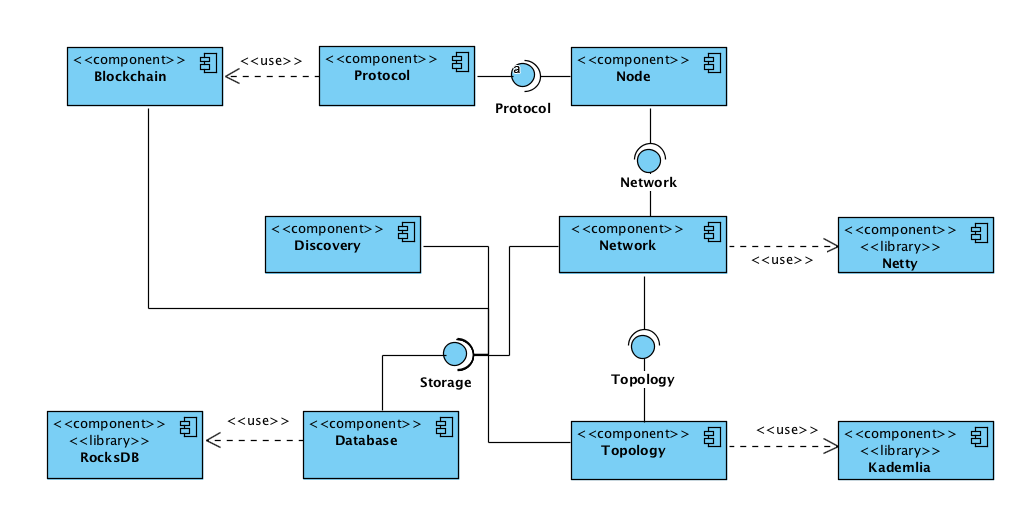 <<component>>
Blockchain
<<use>>
<<component>>
Protocol
a
Protocol
<<component>>
Node
Network
<<component>>
Discovery
<<component>>
Network
<<use>>
<<component>>
<<library>>
Netty
Storage
Topology
<<component>>
<<library>>
RocksDB
<<use>>
<<component>>
Database
<<component>>
Topology
<<use>>
<<component>>
<<library>>
Kademlia